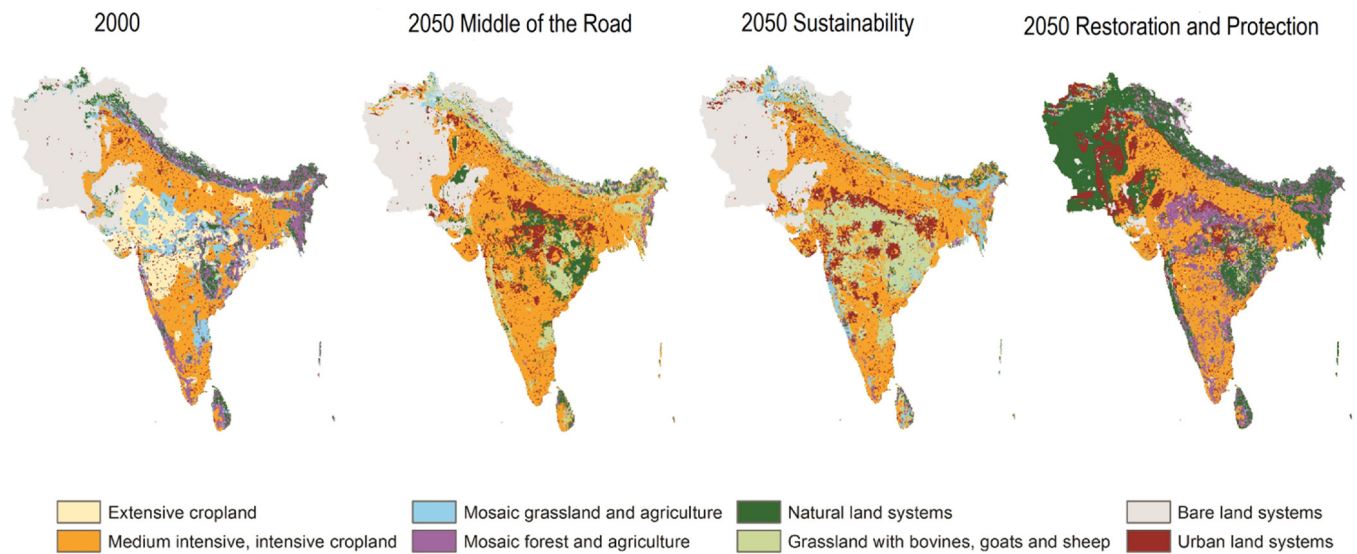 2000
2050 Middle of the Road
2050 Sustainability
2050 Restoration and Protection
Extensive cropland
Mosaic grassland and agriculture
Natural land systems
Bare land systems
Medium intensive, intensive cropland
Mosaic forest and agriculture
Grassland with bovines, goats and sheep
Urban land systems